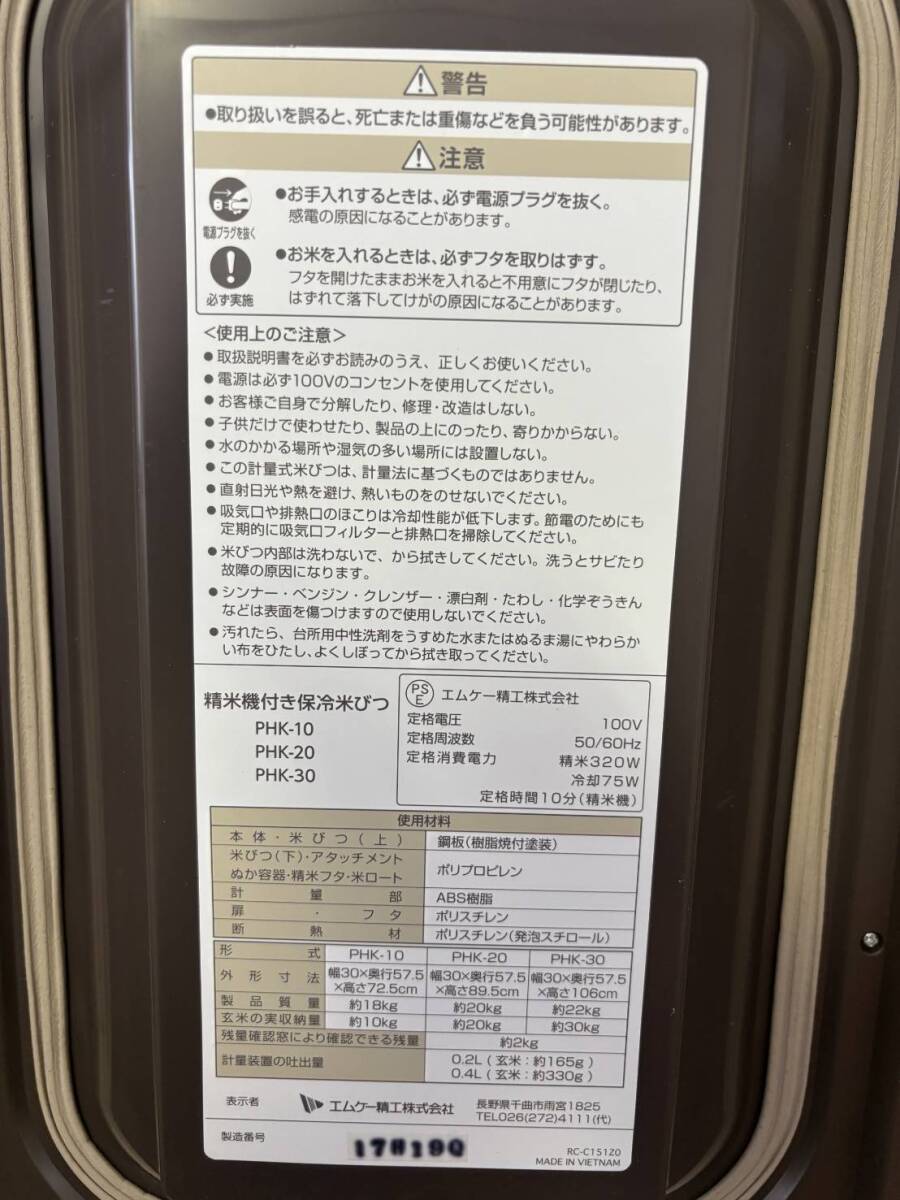 警告
●取り扱いを誤ると、死亡または重傷などを負う可能性があります。
注意
電源プラグを抜く
●お手入れするときは、必ず電源プラグを抜く。
感電の原因になることがあります。
必ず実施
●お米を入れるときは、必ずフタを取りはずす。
フタを開けたままお米を入れると不用意にフタが閉じたり、
はずれて落下してけがの原因になることがあります。
<使用上のご注意>
●取扱説明書を必ずお読みのうえ、正しくお使いください。
●電源は必ず100Vのコンセントを使用してください。
●お客様ご自身で分解したり、修理・改造はしない。
●子供だけで使わせたり、製品の上にのったり、寄りかからない。
●水のかかる場所や湿気の多い場所には設置しない。
●この計量式米びつは、計量法に基づくものではありません。
●直射日光や熱を避け、熱いものをのせないでください。
●吸気口や排熱口のほこりは冷却性能が低下します。節電のためにも
定期的に吸気口フィルターと排熱口を掃除してください。
●米びつ内部は洗わないで、から拭きしてください。洗うとサビたり
故障の原因になります。
●シンナー・ベンジン・クレンザー・漂白剤・たわし・化学ぞうきん
などは表面を傷つけますので使用しないでください。
●汚れたら、台所用中性洗剤をうすめた水またはぬるま湯にやわらか
い布をひたし、よくしぼってから拭き取ってください。
精米機付き保冷米びつ
PHK-10
PHK-20
PHK-30
PSE エムケー精工株式会社
定格電圧 100V
定格周波数 50/60Hz
定格消費電力 精米320W
冷却75W
定格時間10分(精米機)
使用材料
本体・米びつ(上) 鋼板(樹脂焼付塗装)
米びつ(下)・アタッチメント
ぬか容器・精米フタ・米ロート ポリプロピレン
計量部 ABS樹脂
扉・フタ ポリスチレン
断熱材 ポリスチレン(発泡スチロール)
形式 PHK-10 PHK-20 PHK-30
外形寸法 幅30×奥行57.5×高さ72.5cm 幅30×奥行57.5×高さ89.5cm 幅30×奥行57.5×高さ106cm
製品質量 約18kg 約20kg 約22kg
玄米の実収納量 約10kg 約20kg 約30kg
残量確認窓により確認できる残量 約2kg
計量装置の吐出量 0.2L(玄米:約165g)
0.4L(玄米:約330g)
表示者 エムケー精工株式会社 長野県千曲市雨宮1825
TEL026(272)4111(代)
製造番号 17H19Q
RC-C151Z0
MADE IN VIETNAM